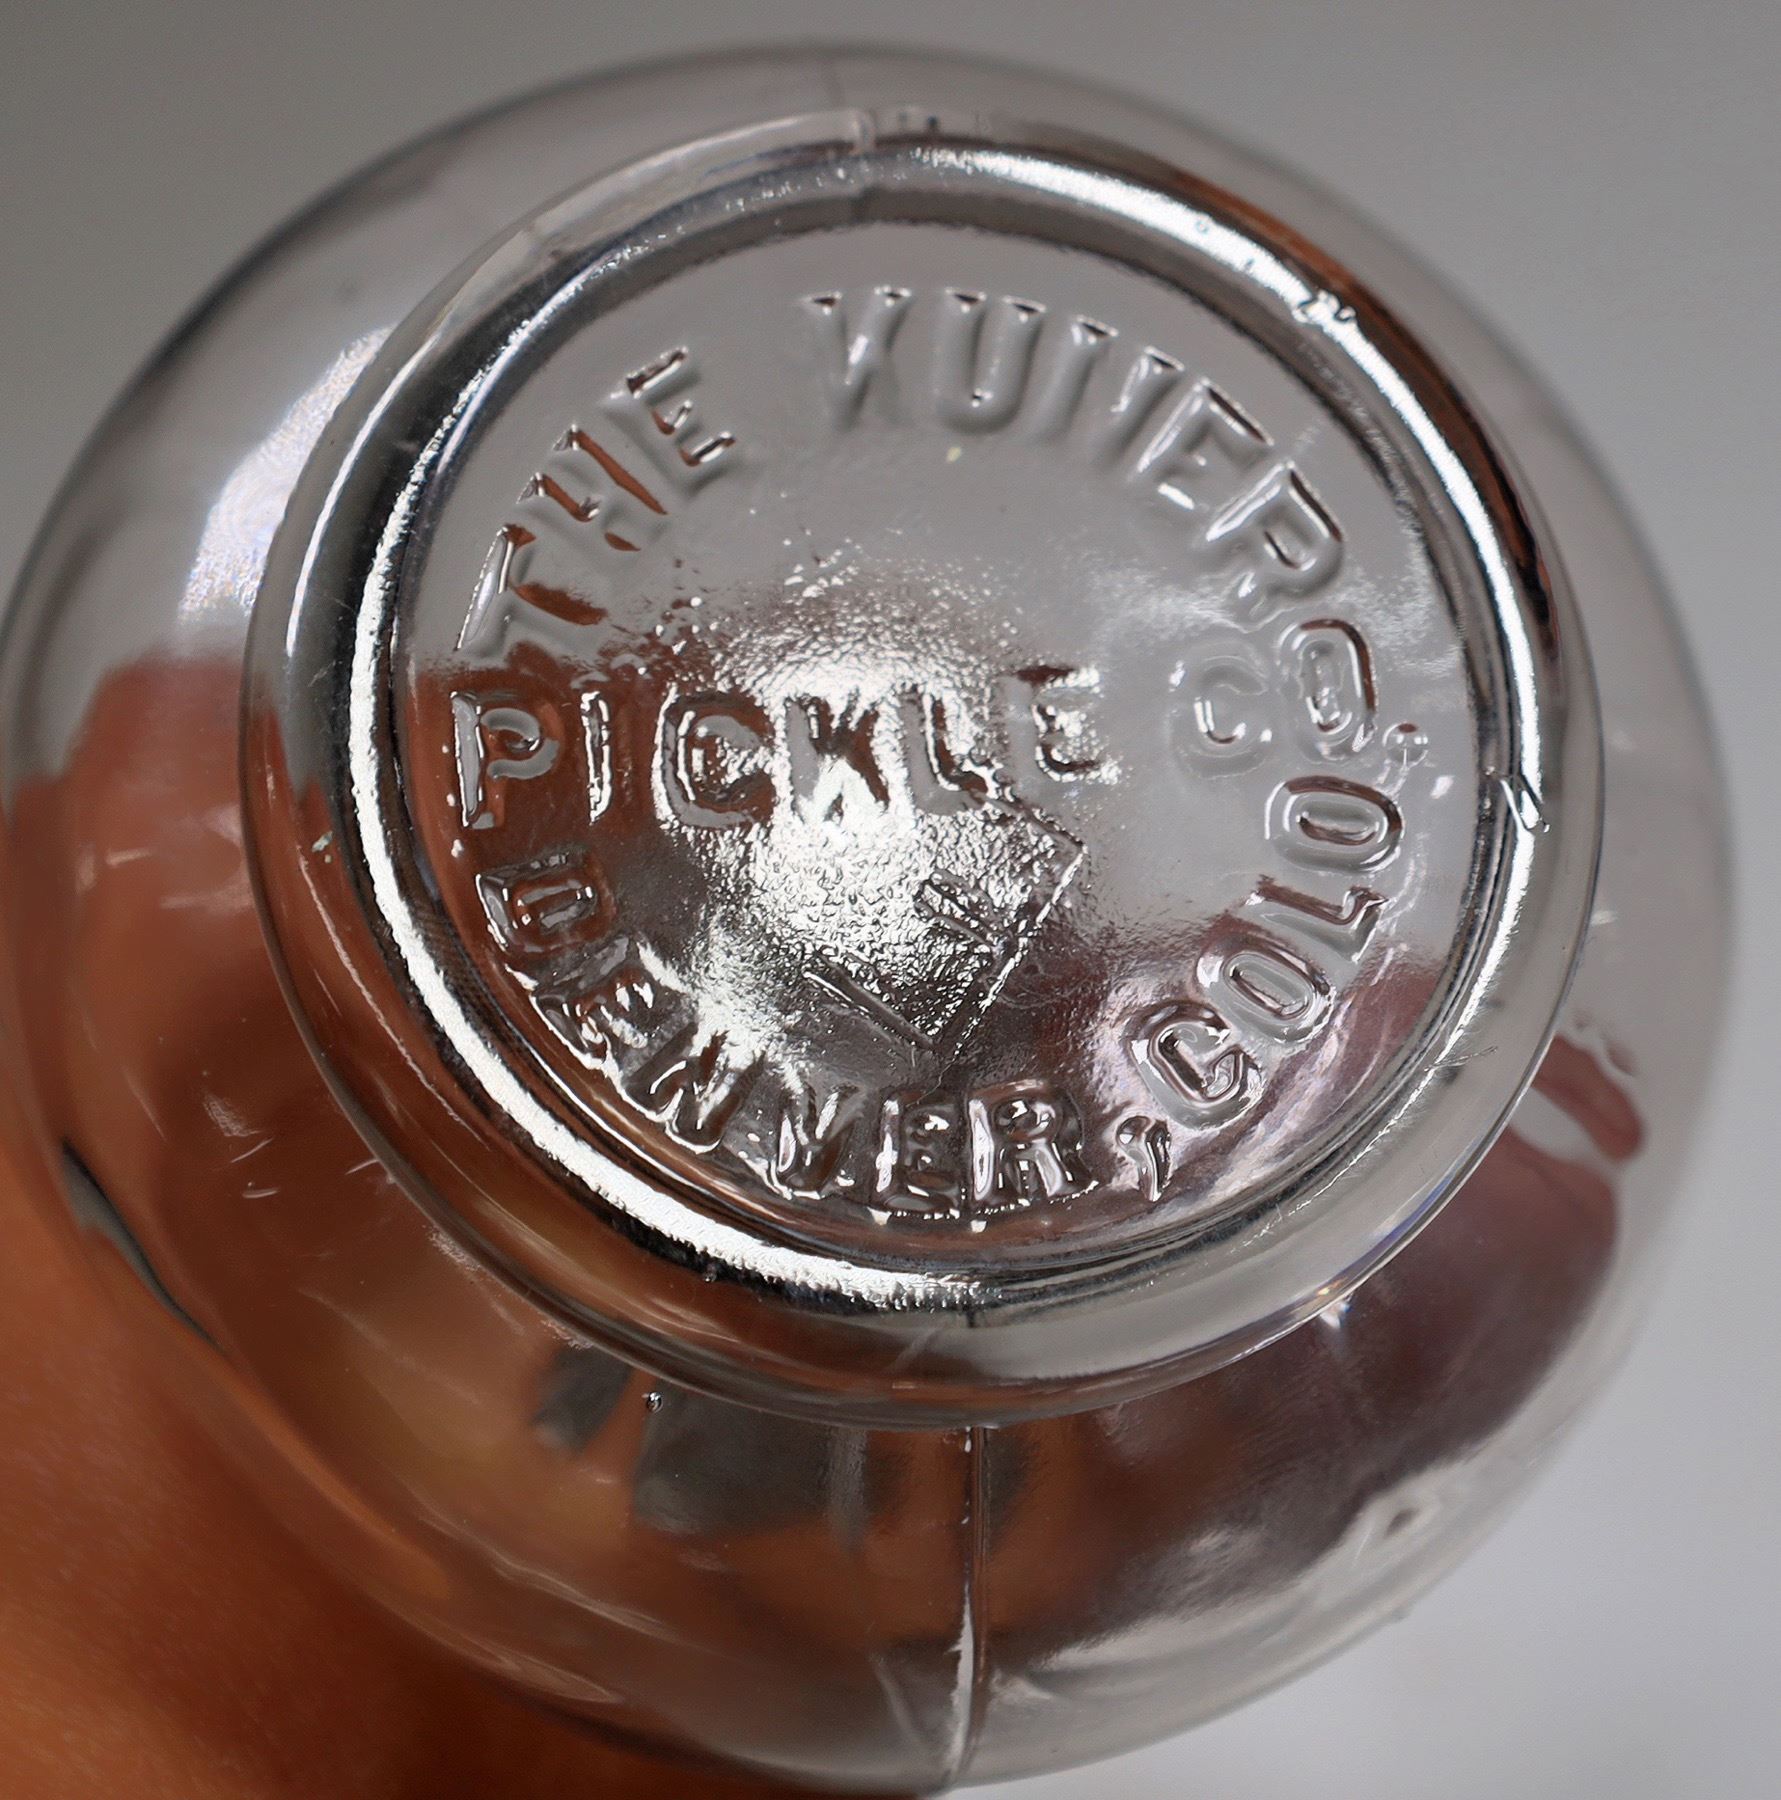 THE KUNER
PICKLE CO.
DENVER, COLO.